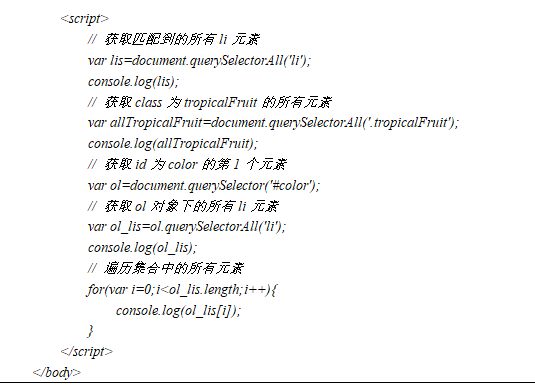 <script>
// 获取匹配到的所有 li 元素
var lis=document.querySelectorAll('li');
console.log(lis);
// 获取 class 为 tropicalFruit 的所有元素
var allTropicalFruit=document.querySelectorAll('.tropicalFruit');
console.log(allTropicalFruit);
// 获取 id 为 color 的第 1 个元素
var ol=document.querySelector('#color');
// 获取 ol 对象下的所有 li 元素
var ol_lis=ol.querySelectorAll('li');
console.log(ol_lis);
// 遍历集合中的所有元素
for(var i=0;i<ol_lis.length;i++){
console.log(ol_lis[i]);
}
</script>
</body>